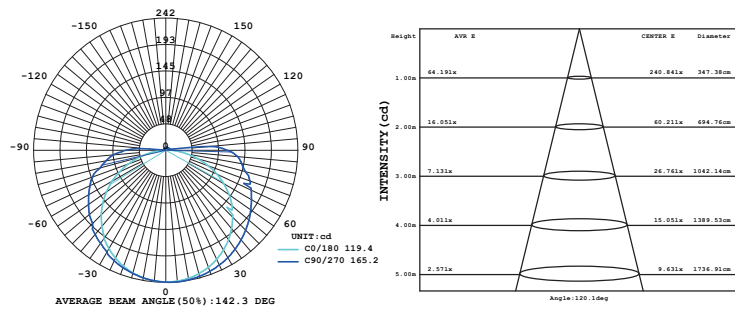 242
-150 150
193
-120 145 120
97
48
-90 0 90
-60 60
UNIT:cd
C0/180 119.4
C90/270 165.2
-30 30
0
AVERAGE BEAM ANGLE(50%):142.3 DEG
INTENSITY(cd)
Height AVR E CENTER E Diameter
1.00m 64.19lx 240.84lx 347.38cm
2.00m 16.05lx 60.21lx 694.76cm
3.00m 7.13lx 26.76lx 1042.14cm
4.00m 4.01lx 15.05lx 1389.53cm
5.00m 2.57lx 9.63lx 1736.91cm
Angle:120.1deg